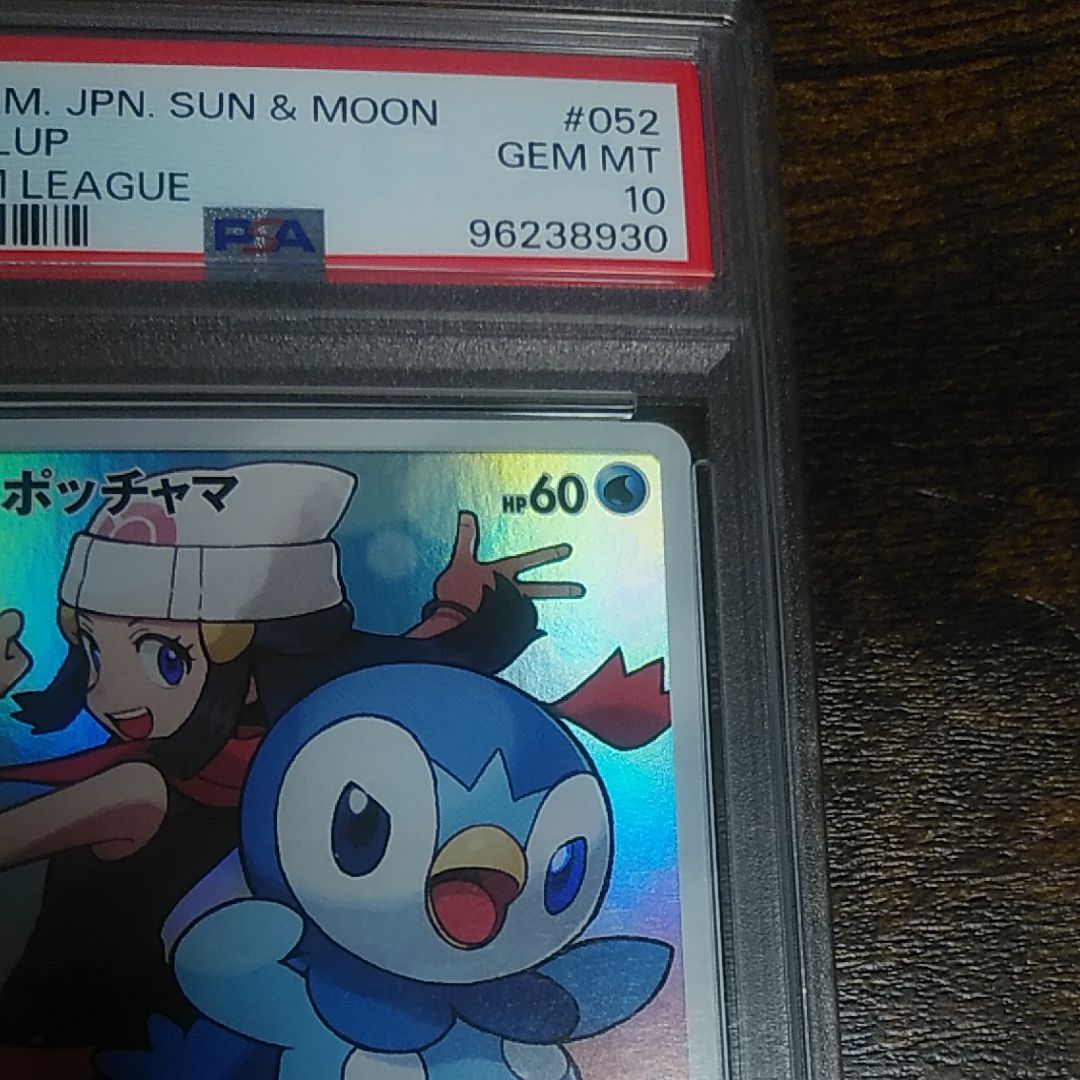 .M. JPN. SUN & MOON #052
LUP GEM MT
M LEAGUE 10
PSA 96238930
ポッチャマ HP60